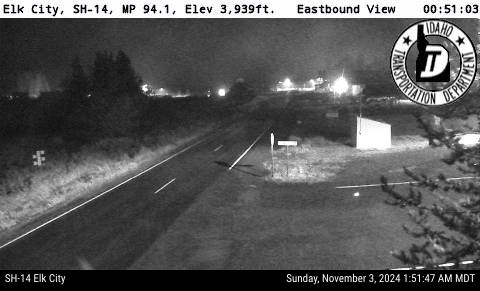 Elk City, SH-14, MP 94.1, Elev 3,939ft.   Eastbound View   00:51:03
IDAHO
TRANSPORTATION DEPARTMENT
SH-14 Elk City
Sunday, November 3, 2024 1:51:47 AM MDT